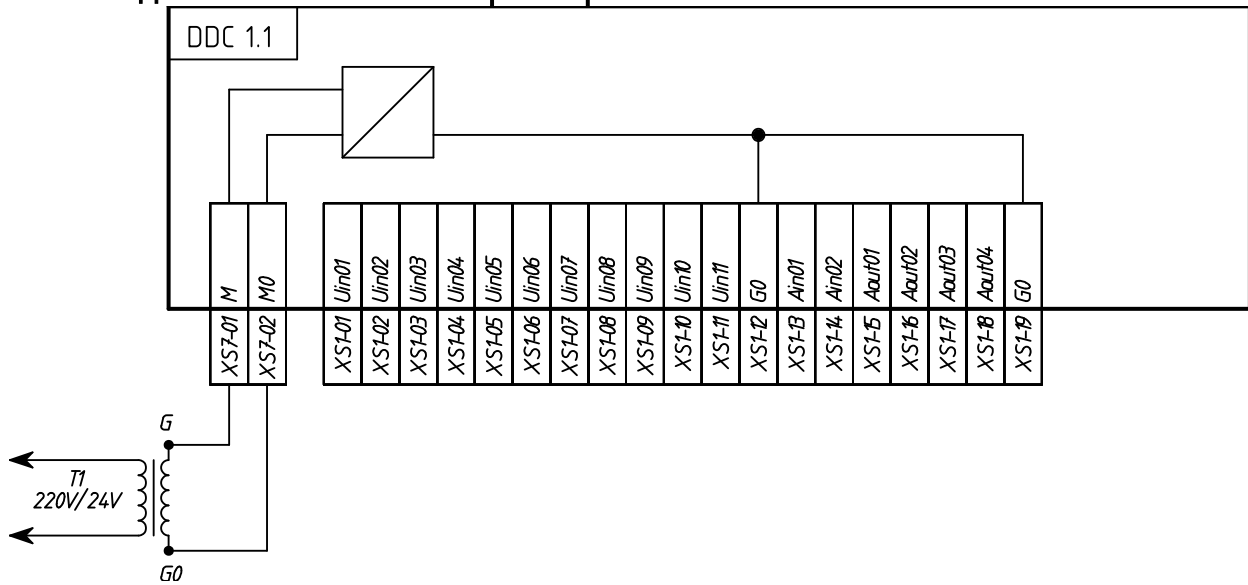 DDC 1.1
M
M0
Uin01
Uin02
Uin03
Uin04
Uin05
Uin06
Uin07
Uin08
Uin09
Uin10
Uin11
G0
Ain01
Ain02
Aout01
Aout02
Aout03
Aout04
G0
XS7-01
XS7-02
XS1-01
XS1-02
XS1-03
XS1-04
XS1-05
XS1-06
XS1-07
XS1-08
XS1-09
XS1-10
XS1-11
XS1-12
XS1-13
XS1-14
XS1-15
XS1-16
XS1-17
XS1-18
XS1-19
G
T1
220V/24V
G0